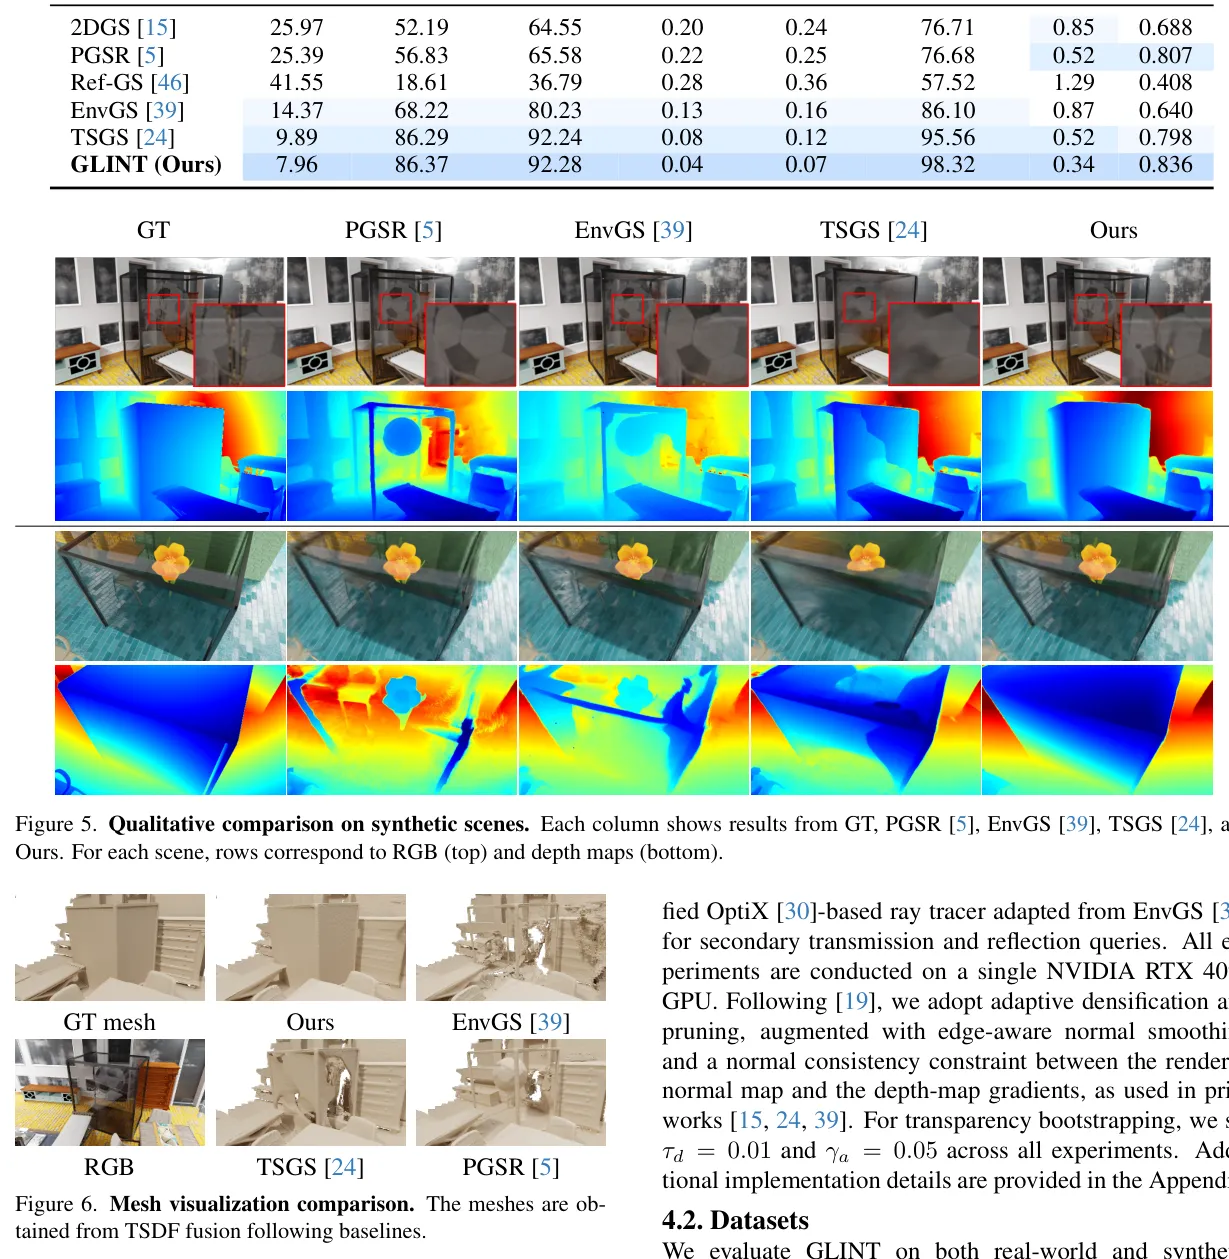 2DGS [15] 25.97 52.19 64.55 0.20 0.24 76.71 0.85 0.688
PGSR [5] 25.39 56.83 65.58 0.22 0.25 76.68 0.52 0.807
Ref-GS [46] 41.55 18.61 36.79 0.28 0.36 57.52 1.29 0.408
EnvGS [39] 14.37 68.22 80.23 0.13 0.16 86.10 0.87 0.640
TSGS [24] 9.89 86.29 92.24 0.08 0.12 95.56 0.52 0.798
GLINT (Ours) 7.96 86.37 92.28 0.04 0.07 98.32 0.34 0.836
GT PGSR [5] EnvGS [39] TSGS [24] Ours
Figure 5. Qualitative comparison on synthetic scenes. Each column shows results from GT, PGSR [5], EnvGS [39], TSGS [24], a
Ours. For each scene, rows correspond to RGB (top) and depth maps (bottom).
GT mesh Ours EnvGS [39]
RGB TSGS [24] PGSR [5]
Figure 6. Mesh visualization comparison. The meshes are ob-
tained from TSDF fusion following baselines.
fied OptiX [30]-based ray tracer adapted from EnvGS [3
for secondary transmission and reflection queries. All e
periments are conducted on a single NVIDIA RTX 40
GPU. Following [19], we adopt adaptive densification a
pruning, augmented with edge-aware normal smoothi
and a normal consistency constraint between the render
normal map and the depth-map gradients, as used in pri
works [15, 24, 39]. For transparency bootstrapping, we s
τd = 0.01 and γa = 0.05 across all experiments. Add
tional implementation details are provided in the Appendi
4.2. Datasets
We evaluate GLINT on both real-world and synthe